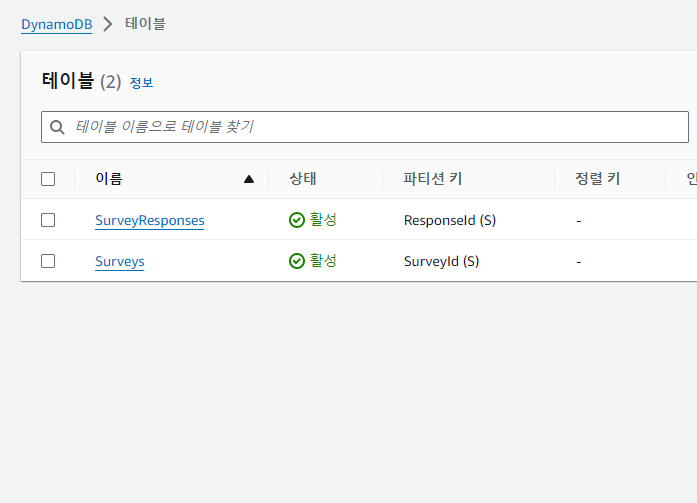 DynamoDB > 테이블
테이블 (2) 정보
테이블 이름으로 테이블 찾기
이름 ▲ 상태 파티션 키 정렬 키
SurveyResponses 활성 ResponseId (S) -
Surveys 활성 SurveyId (S) -